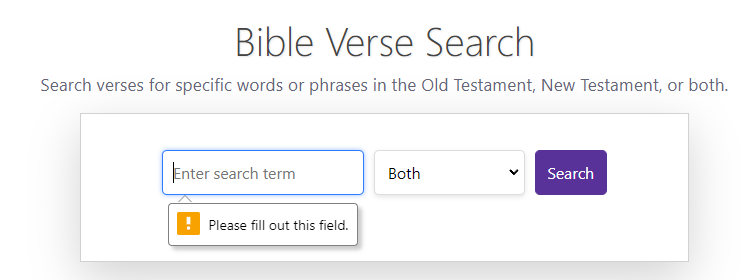 Bible Verse Search
Search verses for specific words or phrases in the Old Testament, New Testament, or both.
Enter search term Both Search
Please fill out this field.